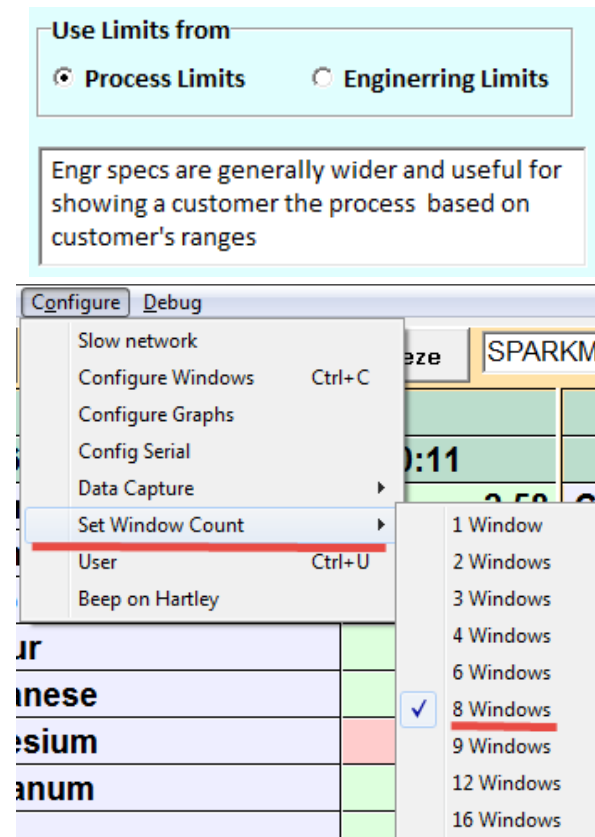 Use Limits from
Process Limits Enginerring Limits
Engr specs are generally wider and useful for
showing a customer the process based on
customer's ranges
Configure Debug
Slow network
eze SPARKM
Configure Windows Ctrl+C
Configure Graphs
Config Serial
):11
Data Capture
Set Window Count
1 Window
User Ctrl+U
2 Windows
Beep on Hartley
3 Windows
ur
4 Windows
6 Windows
anese
8 Windows
esium
9 Windows
anum
12 Windows
16 Windows